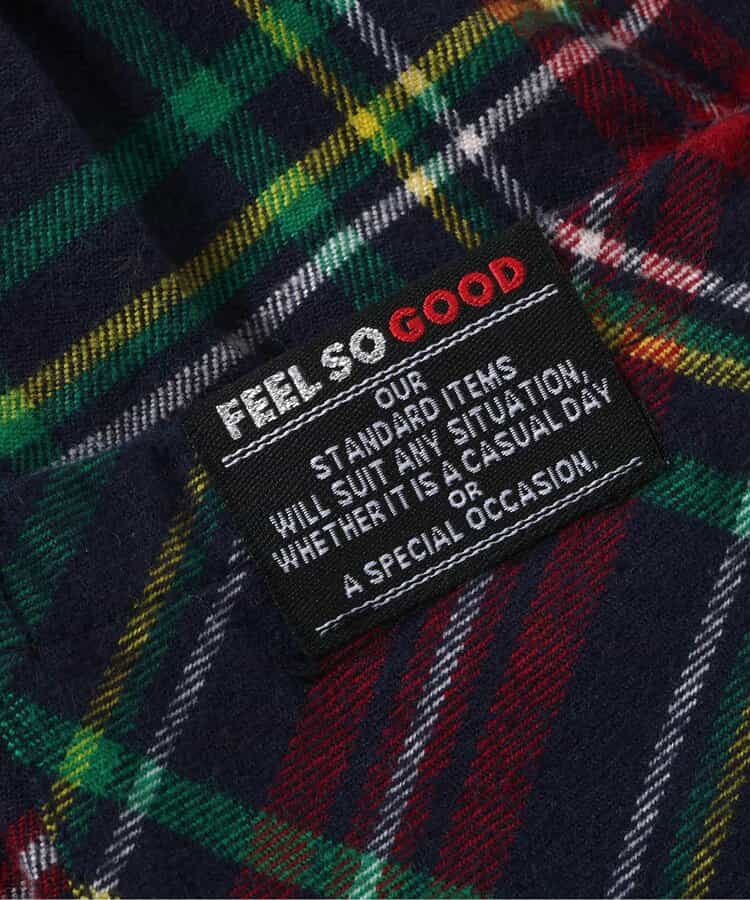 FEEL SO GOOD
OUR
STANDARD ITEMS
WILL SUIT ANY SITUATION,
WHETHER IT IS A CASUAL DAY
OR
A SPECIAL OCCASION.